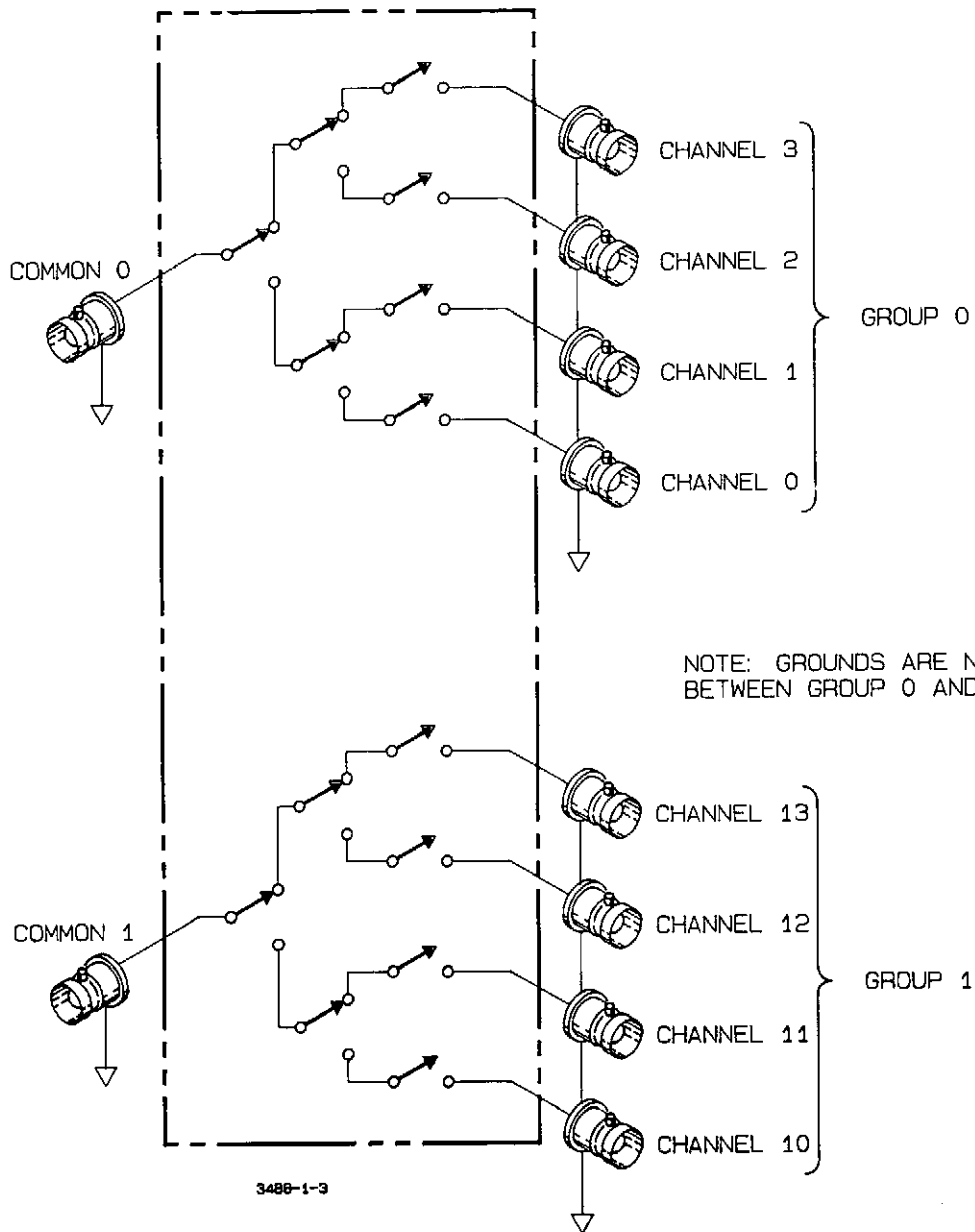 CHANNEL 3
COMMON 0
CHANNEL 2
GROUP 0
CHANNEL 1
CHANNEL 0
NOTE: GROUNDS ARE
BETWEEN GROUP 0 AND
CHANNEL 13
COMMON 1
CHANNEL 12
GROUP 1
CHANNEL 11
CHANNEL 10
3488-1-3